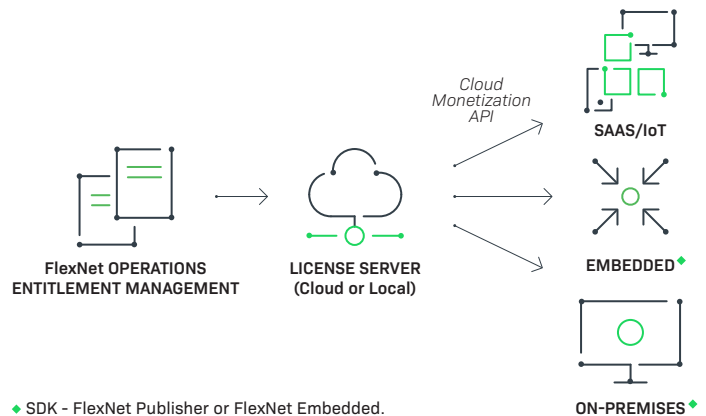 Cloud
Monetization
API
SAAS/IoT
FlexNet OPERATIONS
ENTITLEMENT MANAGEMENT
LICENSE SERVER
(Cloud or Local)
EMBEDDED◆
ON-PREMISES◆
◆ SDK - FlexNet Publisher or FlexNet Embedded.